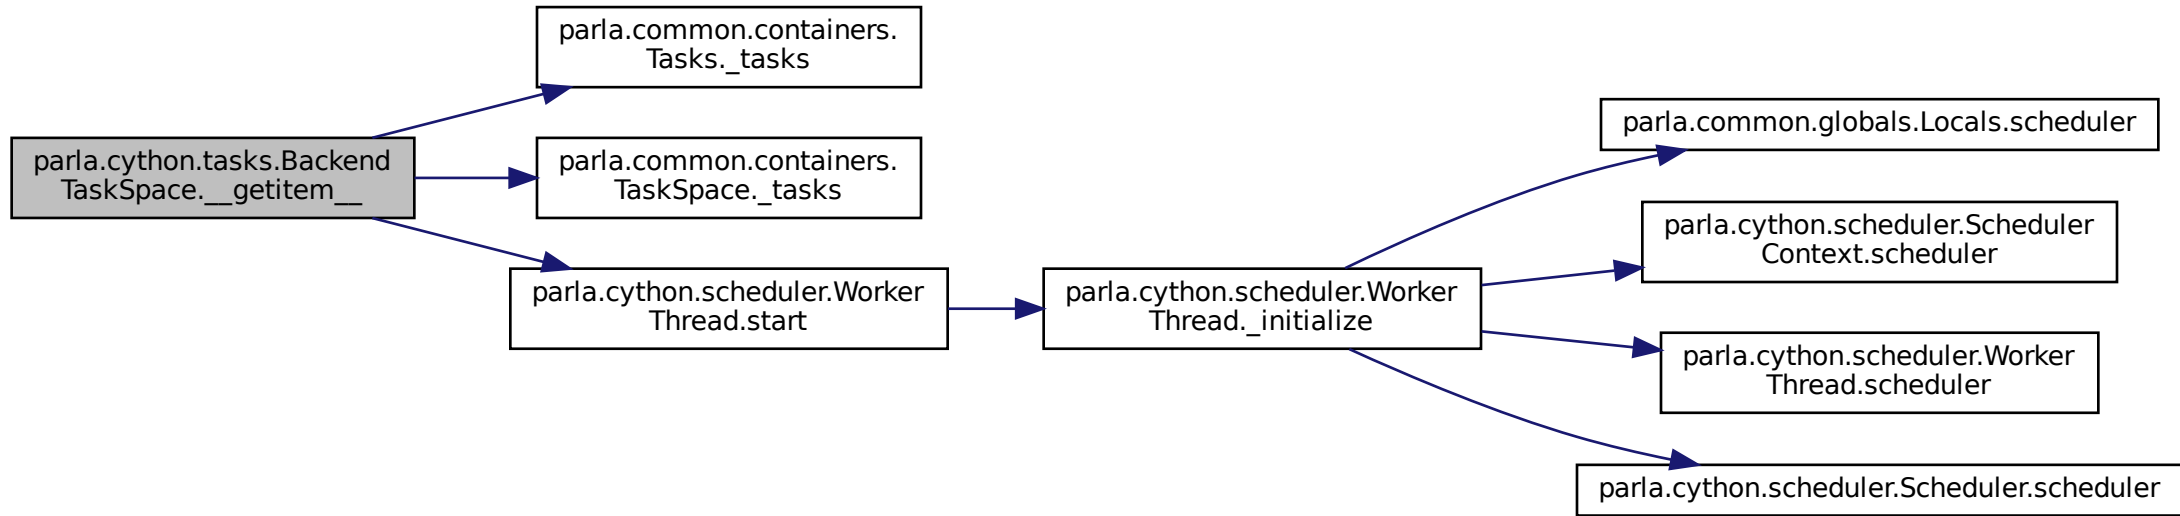 parla.common.containers.
Tasks._tasks
parla.cython.tasks.Backend
TaskSpace.__getitem__
parla.common.containers.
TaskSpace._tasks
parla.cython.scheduler.Worker
Thread.start
parla.cython.scheduler.Worker
Thread._initialize
parla.common.globals.Locals.scheduler
parla.cython.scheduler.Scheduler
Context.scheduler
parla.cython.scheduler.Worker
Thread.scheduler
parla.cython.scheduler.Scheduler.scheduler